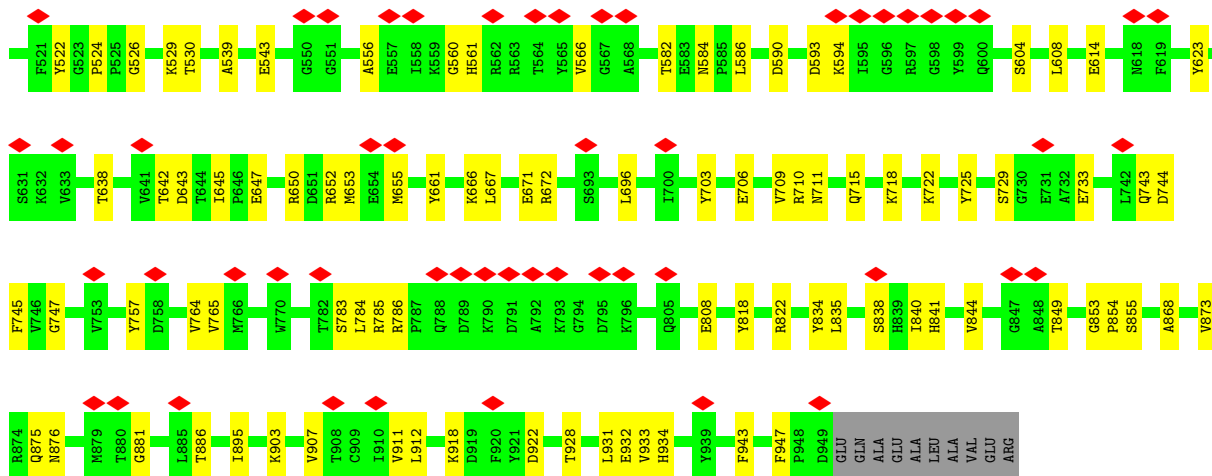 F521 Y522 G523 P524 P525 G526 K529 T530 A539 E543 G550 G551 A556 E557 I558 K559 G560 H561 R562 R563 T564 Y565 V566 G567 A568 T582 E583 N584 P585 L586 D590 D593 K594 I595 G596 R597 G598 Y599 Q600 S604 L608 E614 N618 F619 Y623
S631 K632 V633 T638 V641 T642 D643 T644 I645 P646 E647 R650 D651 R652 M653 E654 M655 Y661 K666 L667 E671 R672 S693 L696 I700 Y703 E706 V709 R710 N711 Q715 K718 K722 Y725 S729 G730 E731 A732 E733 L742 Q743 D744
F745 V746 G747 V753 Y757 D758 V764 V765 M766 W770 T782 S783 L784 R785 R786 P787 Q788 D789 K790 D791 A792 K793 G794 D795 K796 Q805 E808 Y818 R822 Y834 L835 S838 H839 I840 H841 V844 G847 A848 T849 G853 P854 S855 A868 V873
R874 Q875 N876 M879 T880 G881 L885 T886 I895 K903 V907 T908 C909 I910 V911 L912 K918 D919 F920 Y921 D922 T928 L931 E932 V933 H934 Y939 F943 F947 P948 D949 GLU GLN ALA GLU ALA LEU ALA VAL GLU ARG